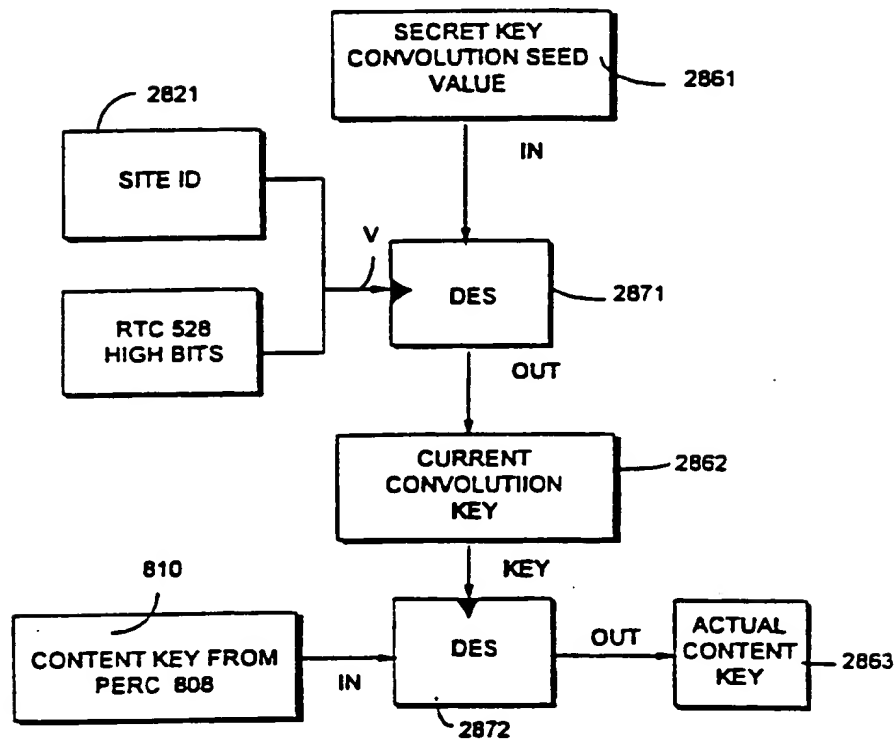 SECRET KEY
CONVOLUTION SEED
VALUE
2861
2821
IN
SITE ID
V
DES
2871
RTC 528
HIGH BITS
OUT
CURRENT
CONVOLUTIION
KEY
2862
KEY
810
CONTENT KEY FROM
PERC 808
IN
DES
OUT
ACTUAL
CONTENT
KEY
2863
2872